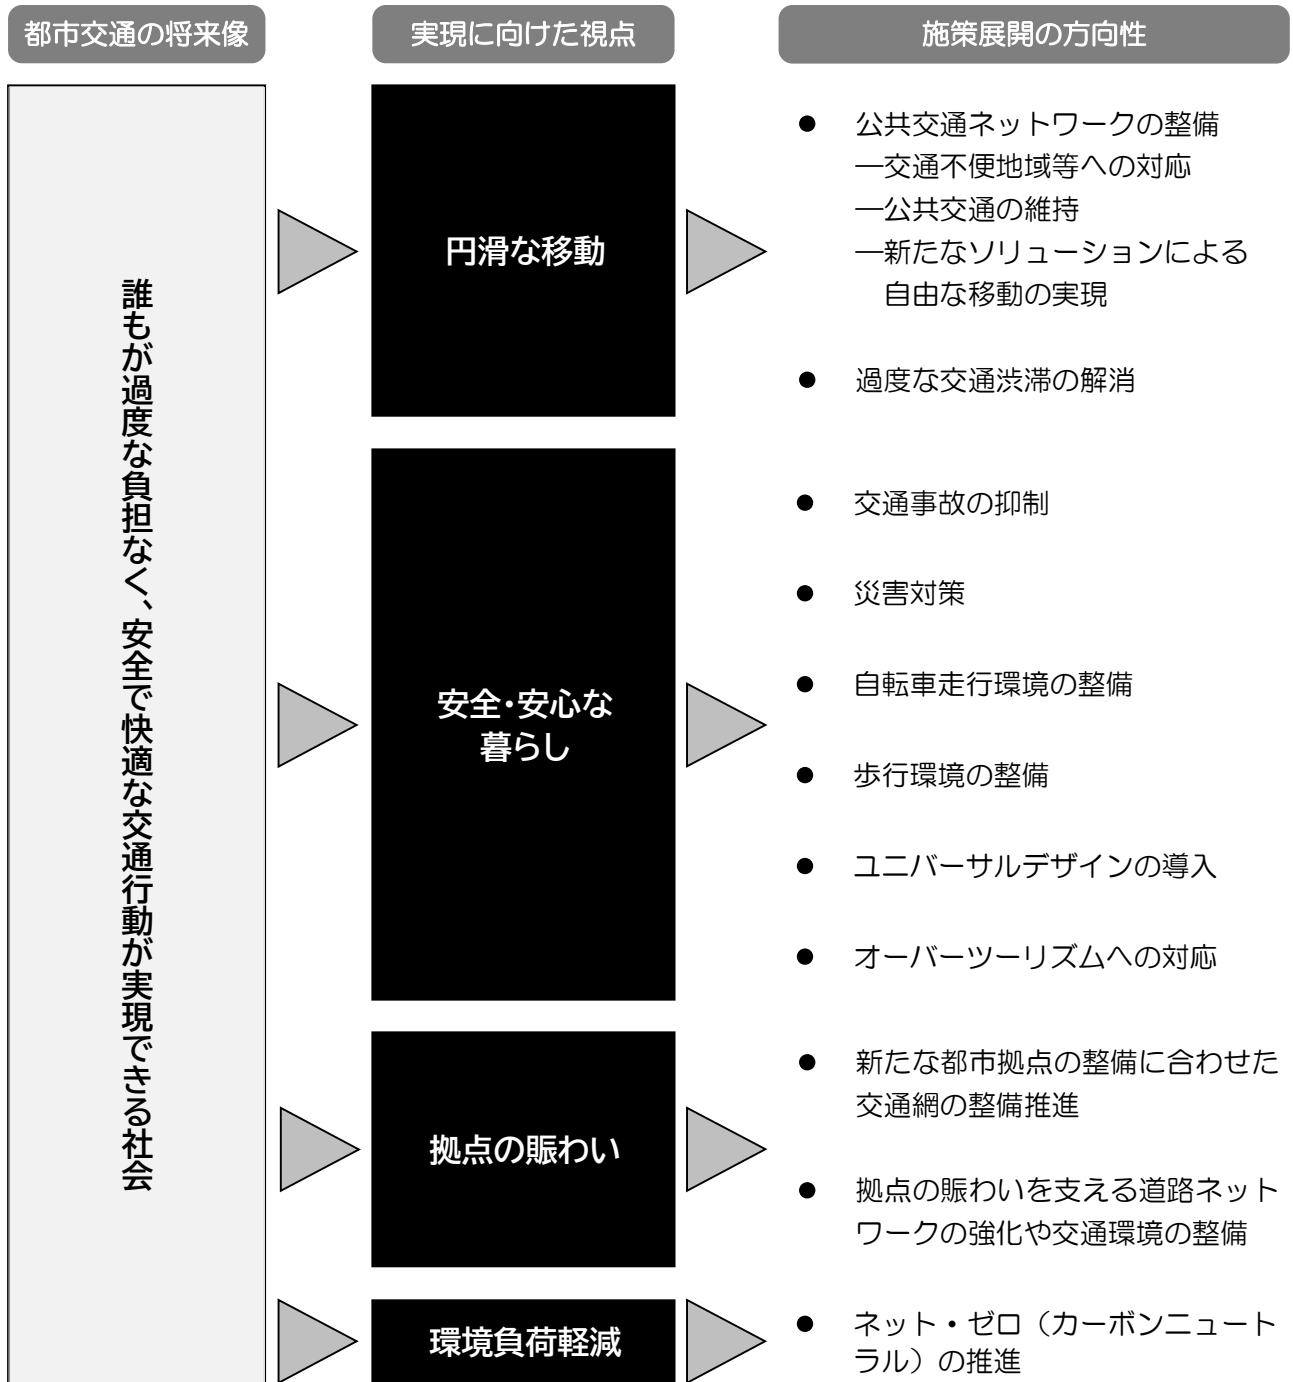 都市交通の将来像
実現に向けた視点
施策展開の方向性
誰もが過度な負担なく、安全で快適な交通行動が実現できる社会
円滑な移動
● 公共交通ネットワークの整備
―交通不便地域等への対応
―公共交通の維持
―新たなソリューションによる
自由な移動の実現
● 過度な交通渋滞の解消
安全・安心な
暮らし
● 交通事故の抑制
● 災害対策
● 自転車走行環境の整備
● 歩行環境の整備
● ユニバーサルデザインの導入
● オーバーツーリズムへの対応
拠点の賑わい
● 新たな都市拠点の整備に合わせた
交通網の整備推進
● 拠点の賑わいを支える道路ネット
ワークの強化や交通環境の整備
環境負荷軽減
● ネット・ゼロ（カーボンニュート
ラル）の推進